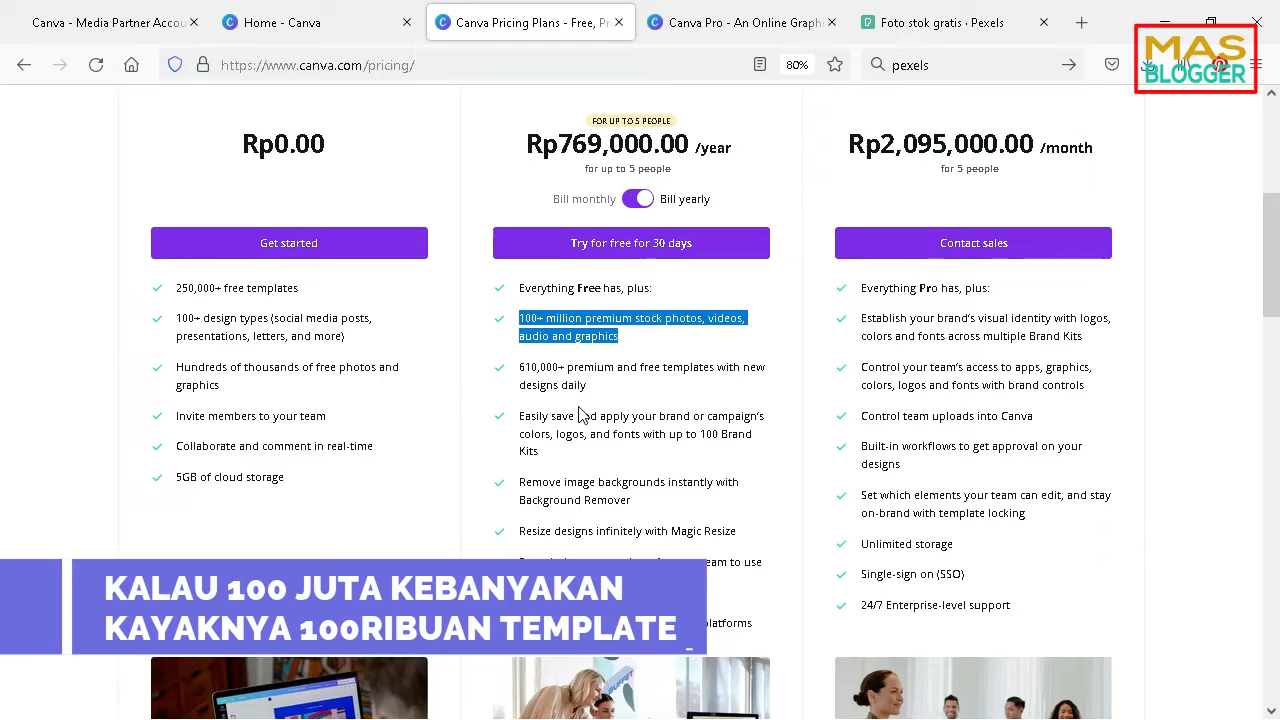 Canva - Media Partner Accou
Home - Canva
Canva Pricing Plans - Free, Pr
Canva Pro - An Online Graphi
Foto stok gratis - Pexels
https://www.canva.com/pricing/
80%
pexels
MAS
BLOGGER
Rp0.00
Get started
250,000+ free templates
100+ design types (social media posts,
presentations, letters, and more)
Hundreds of thousands of free photos and
graphics
Invite members to your team
Collaborate and comment in real-time
5GB of cloud storage
FOR UP TO 5 PEOPLE
Rp769,000.00 /year
for up to 5 people
Bill monthly
Bill yearly
Try for free for 30 days
Everything Free has, plus:
100+ million premium stock photos, videos,
audio and graphics
610,000+ premium and free templates with new
designs daily
Easily save and apply your brand or campaign's
colors, logos, and fonts with up to 100 Brand
Kits
Remove image backgrounds instantly with
Background Remover
Resize designs infinitely with Magic Resize
to use
platforms
Rp2,095,000.00 /month
for 5 people
Contact sales
Everything Pro has, plus:
Establish your brand's visual identity with logos,
colors and fonts across multiple Brand Kits
Control your team's access to apps, graphics,
colors, logos and fonts with brand controls
Control team uploads into Canva
Built-in workflows to get approval on your
designs
Set which elements your team can edit, and stay
on-brand with template locking
Unlimited storage
Single-sign on (SSO)
24/7 Enterprise-level support
KALAU 100 JUTA KEBANYAKAN
KAYAKNYA 100RIBUAN TEMPLATE
BUFFET